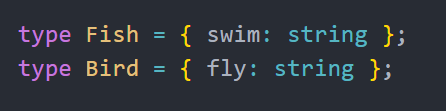 type Fish = { swim: string };
type Bird = { fly: string };